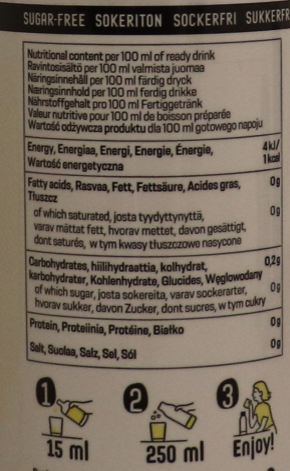 SUGAR-FREE SOKERITON SOCKERFRI SUKKERFR
Nutritional content per 100 ml of ready drink
Ravintosisältö per 100 ml valmista juomaa
Näringsinnehåll per 100 ml färdig dryck
Næringsinnhold per 100 ml ferdig drikke
Nährstoffgehalt pro 100 ml Fertiggetränk
Valeur nutritive pour 100 ml de boisson préparée
Wartość odżywcza produktu dla 100 ml gotowego napoju
Energy, Energiaa, Energi, Energie, Énergie, 4 kJ/
Wartość energetyczna 1 kcal
Fatty acids, Rasvaa, Fett, Fettsäure, Acides gras, 0g
Tłuszcz
of which saturated, josta tyydyttynyttä, 0g
varav mättat fett, hvorav mettet, davon gesättigt,
dont saturés, w tym kwasy tłuszczowe nasycone
Carbohydrates, hiilihydraattia, kolhydrat, 0,2g
karbohydrater, Kohlenhydrate, Glucides, Węglowodany
of which sugar, josta sokereita, varav sockerarter, 0g
hvorav sukker, davon Zucker, dont sucres, w tym cukry
Protein, Proteiinia, Protéine, Białko 0g
Salt, Suolaa, Salz, Sel, Sól 0g
1 2 3
15 ml 250 ml Enjoy!